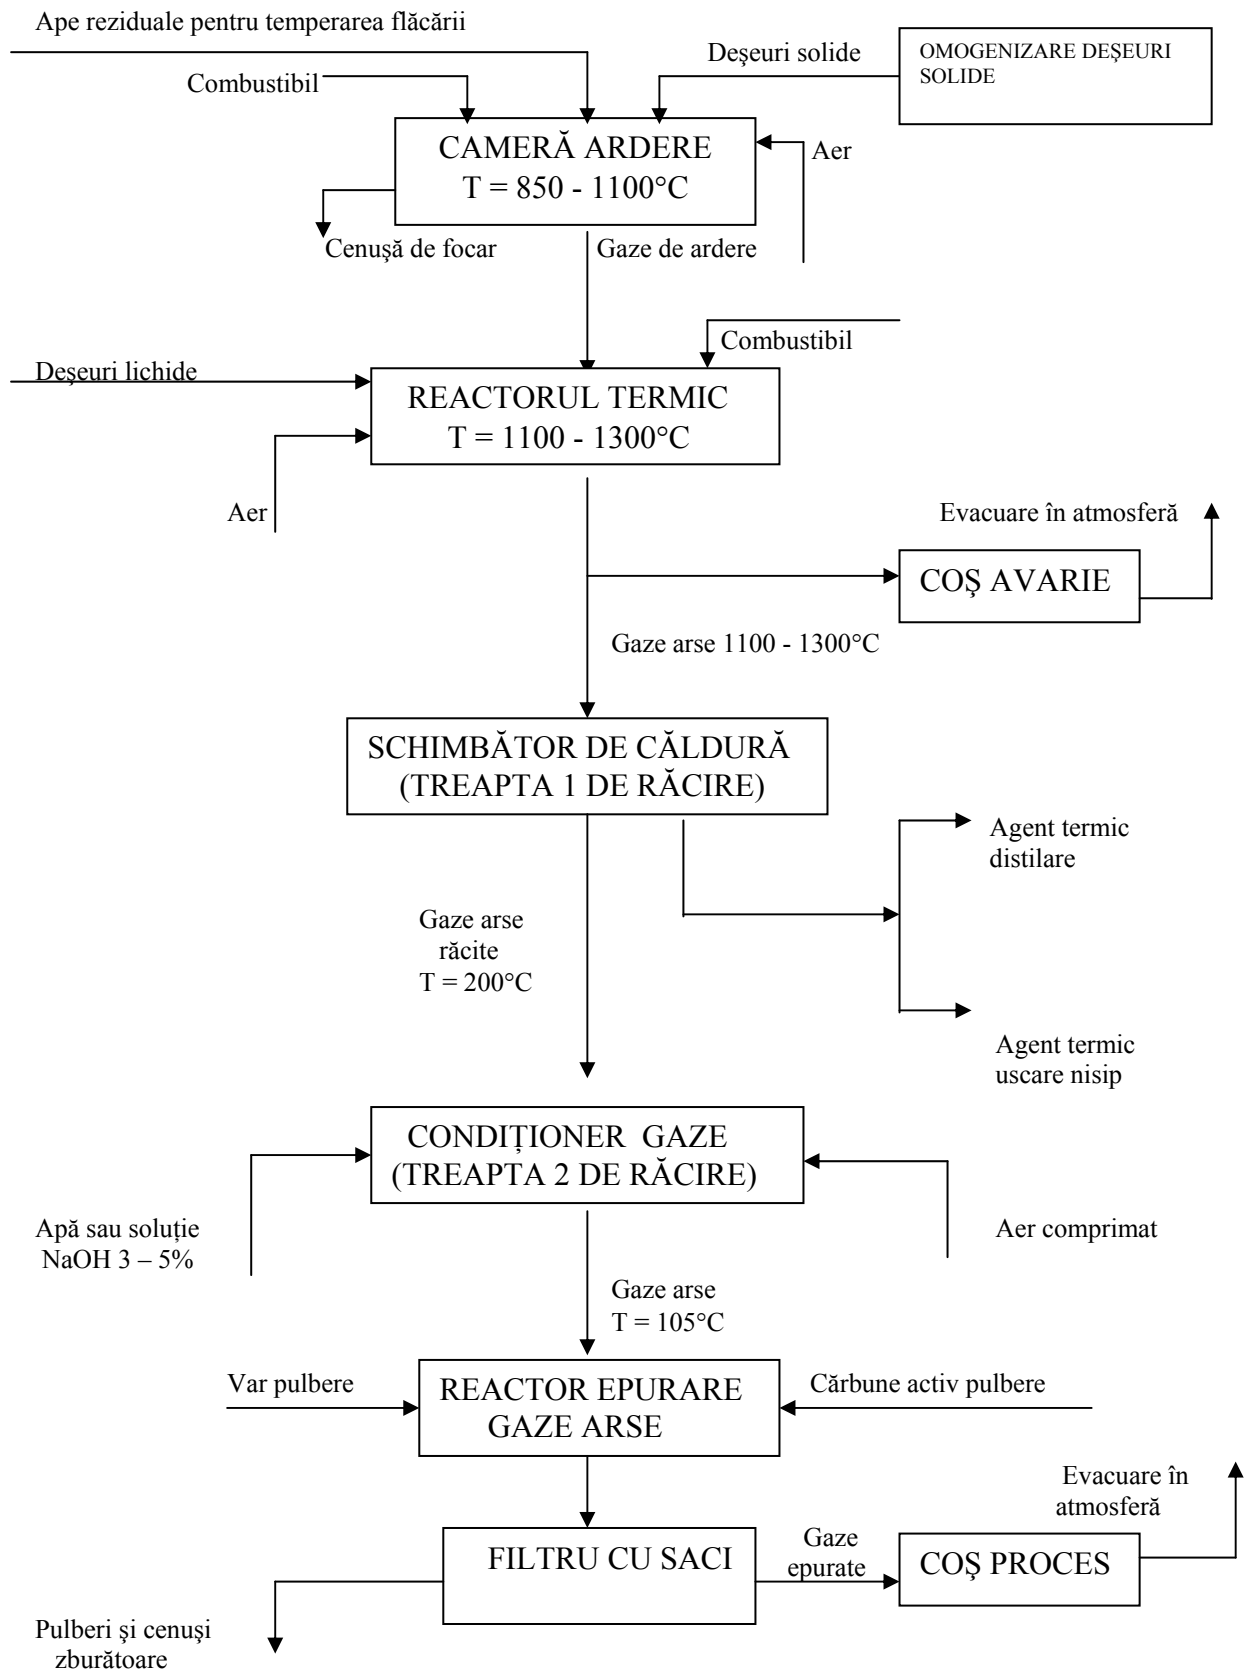 Ape reziduale pentru temperarea flăcării
Deşeuri solide
OMOGENIZARE DEŞEURI
SOLIDE
Combustibil
CAMERĂ ARDERE
T = 850 - 1100°C
Aer
Cenuşă de focar
Gaze de ardere
Combustibil
Deşeuri lichide
REACTORUL TERMIC
T = 1100 - 1300°C
Aer
Evacuare în atmosferă
COŞ AVARIE
Gaze arse 1100 - 1300°C
SCHIMBĂTOR DE CĂLDURĂ
(TREAPTA 1 DE RĂCIRE)
Agent termic
distilare
Gaze arse
răcite
T = 200°C
Agent termic
uscare nisip
CONDIȚIONER GAZE
(TREAPTA 2 DE RĂCIRE)
Apă sau soluție
NaOH 3 – 5%
Aer comprimat
Gaze arse
T = 105°C
Var pulbere
REACTOR EPURARE
GAZE ARSE
Cărbune activ pulbere
Evacuare în
atmosferă
FILTRU CU SACI
Gaze
epurate
COŞ PROCES
Pulberi şi cenuşi
zburătoare